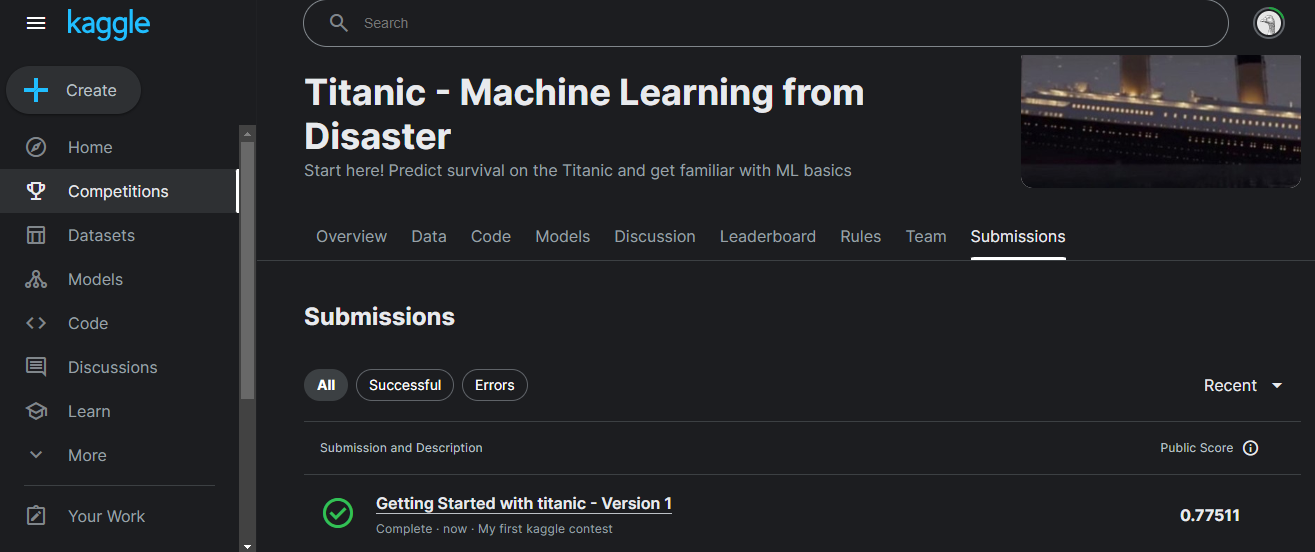 kaggle
Search
Create
Home
Competitions
Datasets
Models
Code
Discussions
Learn
More
Your Work
Titanic - Machine Learning from
Disaster
Start here! Predict survival on the Titanic and get familiar with ML basics
Overview Data Code Models Discussion Leaderboard Rules Team Submissions
Submissions
All Successful Errors Recent
Submission and Description Public Score
Getting Started with titanic - Version 1
Complete · now · My first kaggle contest
0.77511